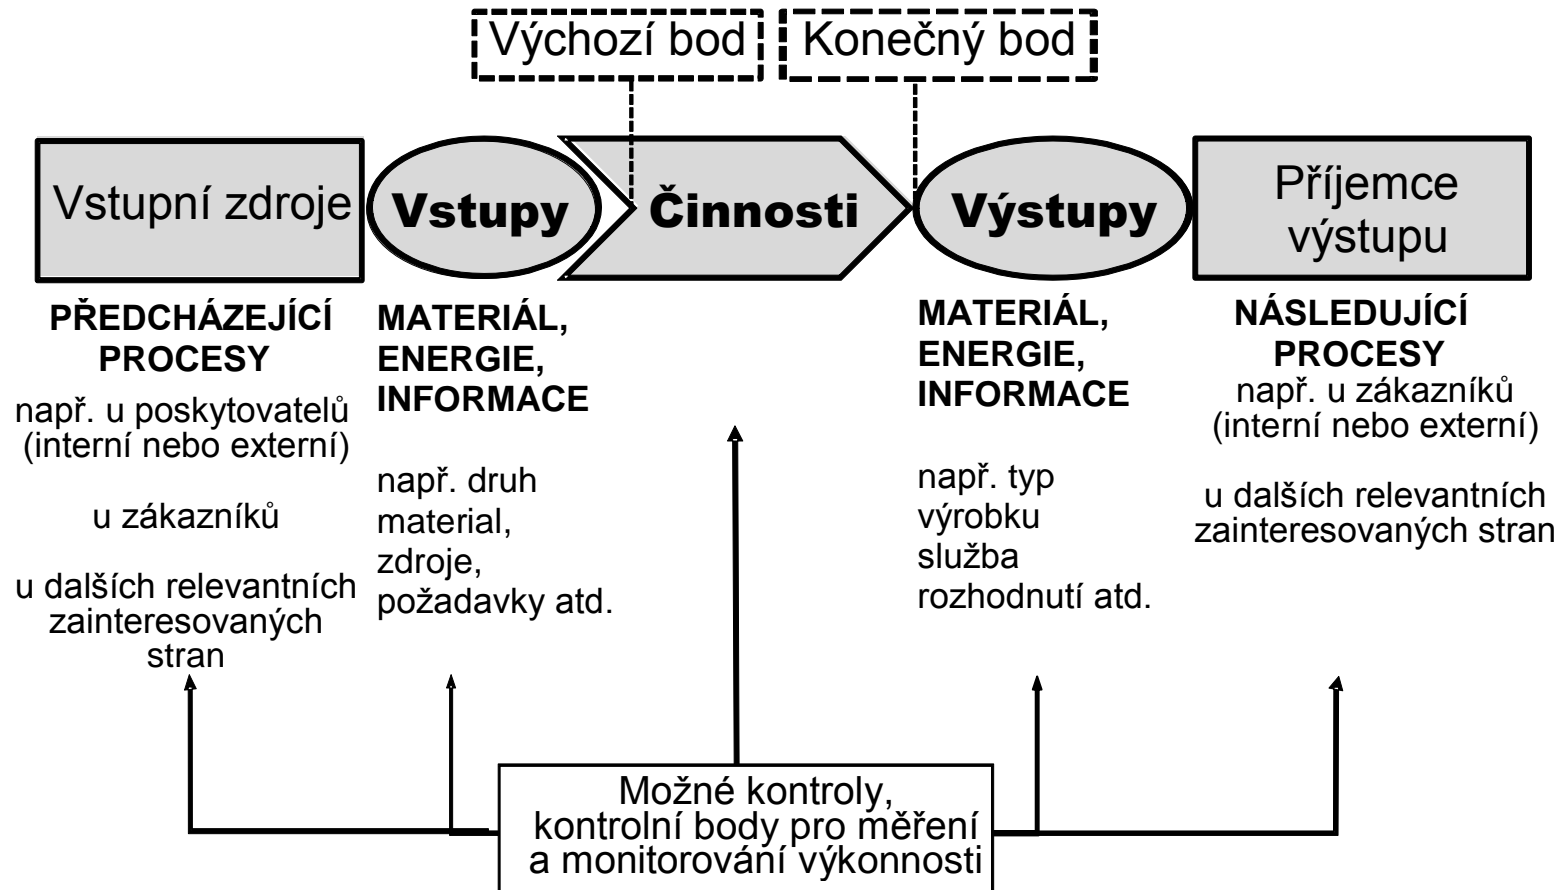 Výchozí bod
Konečný bod
Vstupní zdroje
Vstupy
Činnosti
Výstupy
Příjemce
výstupu
PŘEDCHÁZEJÍCÍ
PROCESY
např. u poskytovatelů
(interní nebo externí)
u zákazníků
u dalších relevantních
zainteresovaných
stran
MATERIÁL,
ENERGIE,
INFORMACE
např. druh
material,
zdroje,
požadavky atd.
MATERIÁL,
ENERGIE,
INFORMACE
např. typ
výrobku
služba
rozhodnutí atd.
NÁSLEDUJÍCÍ
PROCESY
např. u zákazníků
(interní nebo externí)
u dalších relevantních
zainteresovaných stran
Možné kontroly,
kontrolní body pro měření
a monitorování výkonnosti